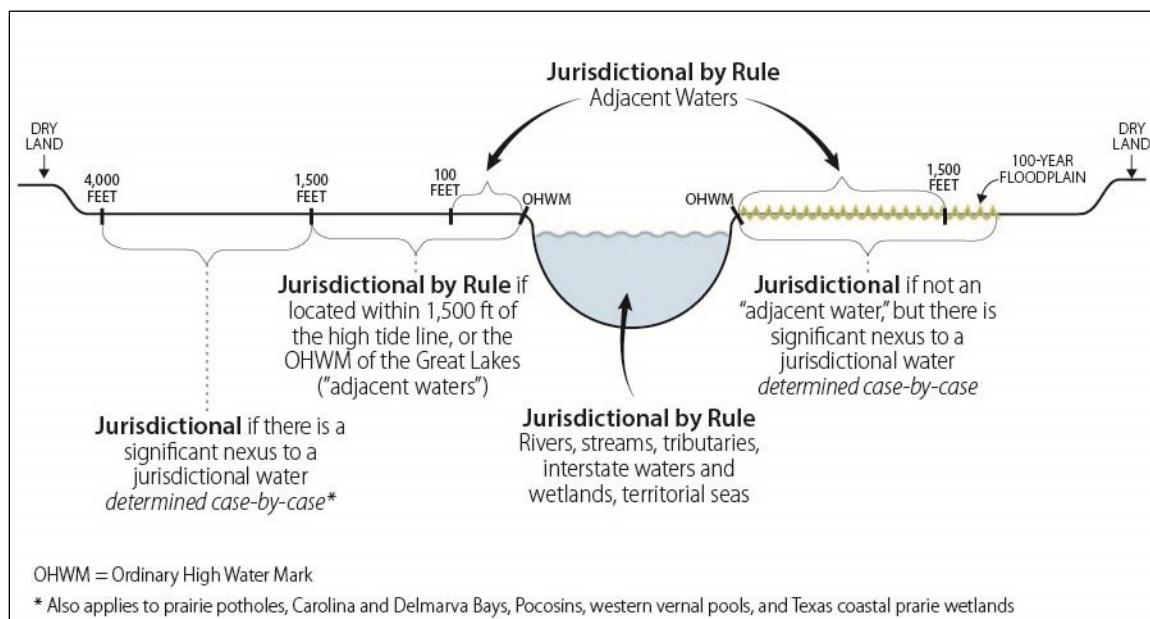 Jurisdictional by Rule
Adjacent Waters
DRY
LAND
4,000
FEET
1,500
FEET
100
FEET
OHWM
OHWM
1,500
FEET
100-YEAR
FLOODPLAIN
DRY
LAND
Jurisdictional by Rule if
located within 1,500 ft of
the high tide line, or the
OHWM of the Great Lakes
("adjacent waters")
Jurisdictional if not an
"adjacent water," but there is
significant nexus to a
jurisdictional water
determined case-by-case
Jurisdictional if there is a
significant nexus to a
jurisdictional water
determined case-by-case*
Jurisdictional by Rule
Rivers, streams, tributaries,
interstate waters and
wetlands, territorial seas
OHWM = Ordinary High Water Mark
* Also applies to prairie potholes, Carolina and Delmarva Bays, Pocosins, western vernal pools, and Texas coastal prarie wetlands